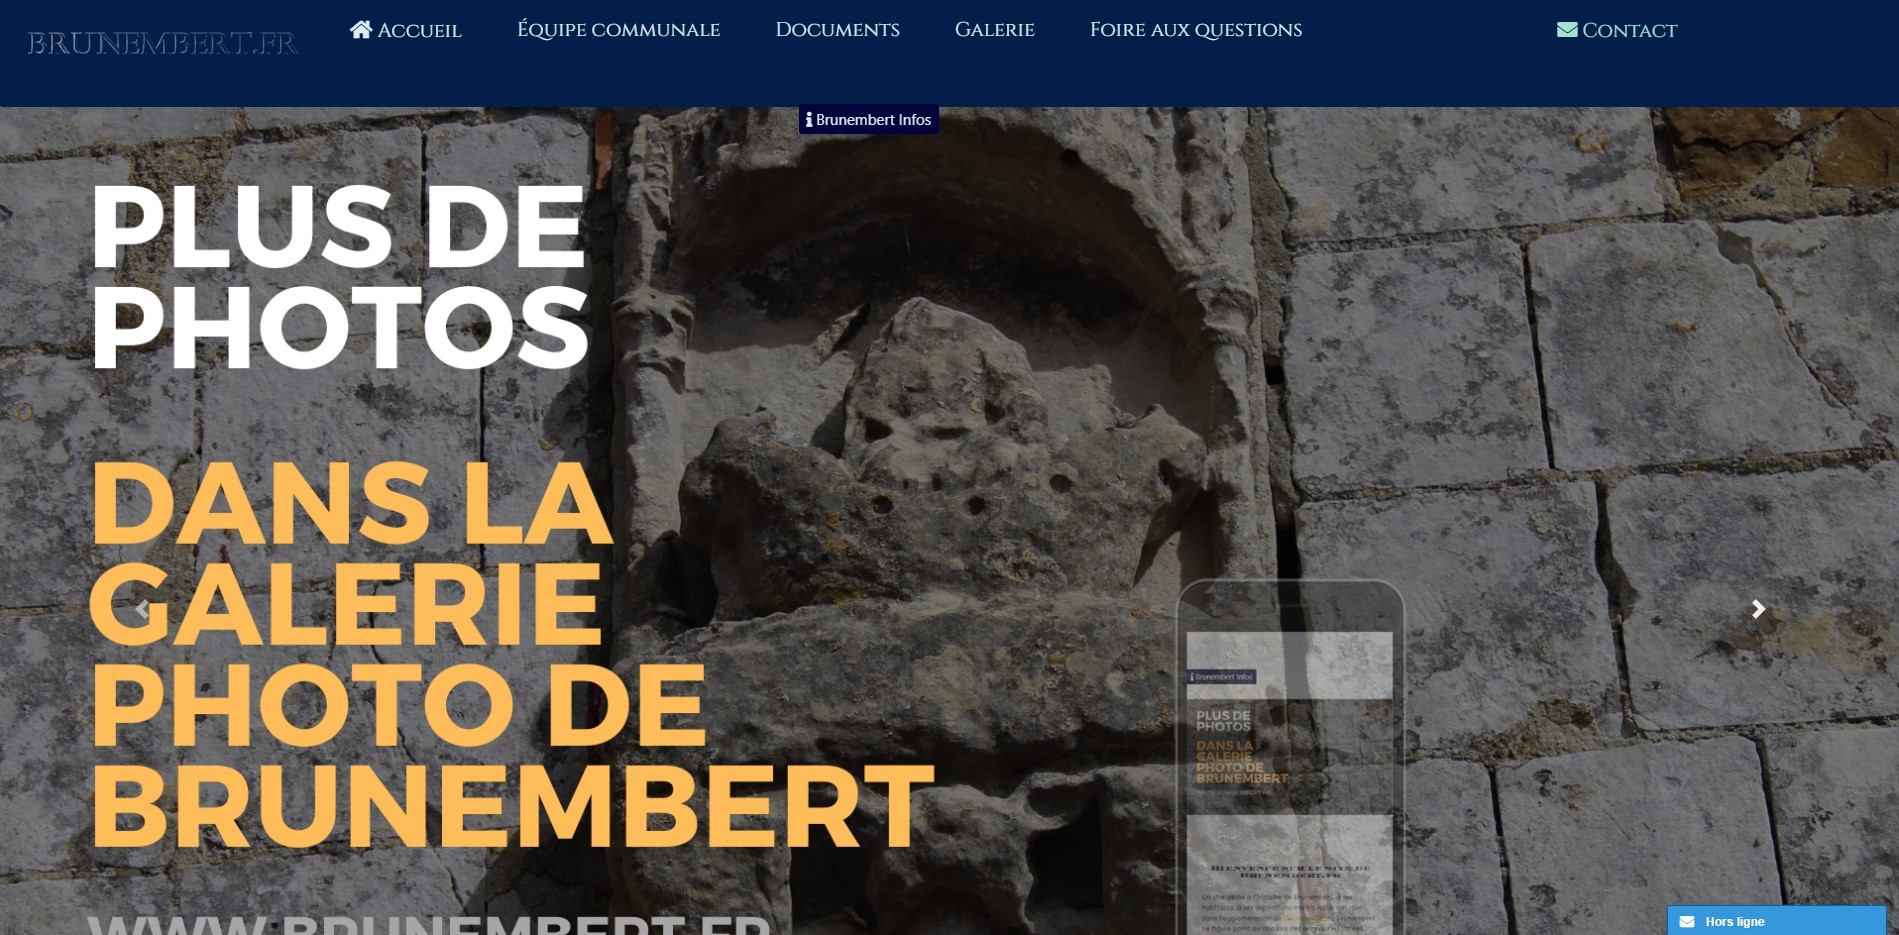 BRUNEMBERT.FR
Accueil
Équipe communale
Documents
Galerie
Foire aux questions
Contact
Brunembert Infos
PLUS DE
PHOTOS
DANS LA
GALERIE
PHOTO DE
BRUNEMBERT
WWW.BRUNEMBERT.FR
Brunembert Infos
PLUS DE
PHOTOS
DANS LA
GALERIE
PHOTO DE
BRUNEMBERT
Bienvenue sur le site de
Brunembert.fr
Hors ligne